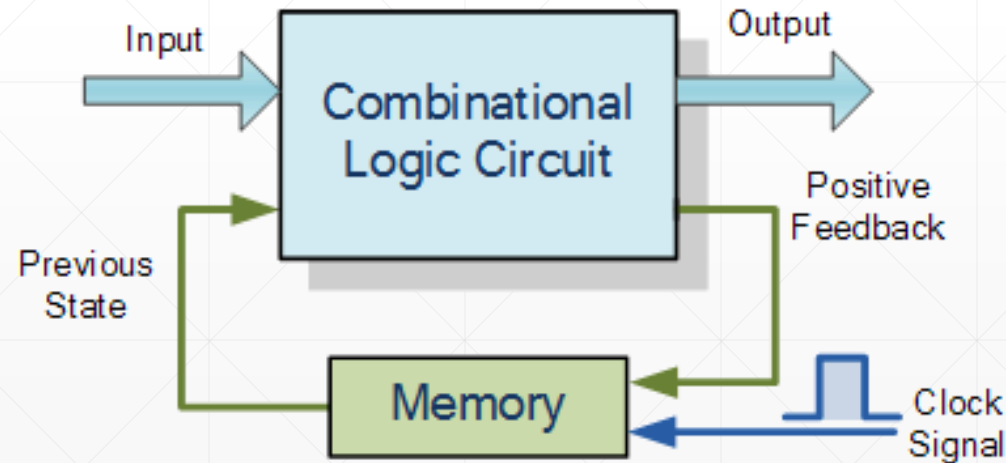 Input
Output
Combinational
Logic Circuit
Positive
Feedback
Previous
State
Memory
Clock
Signal